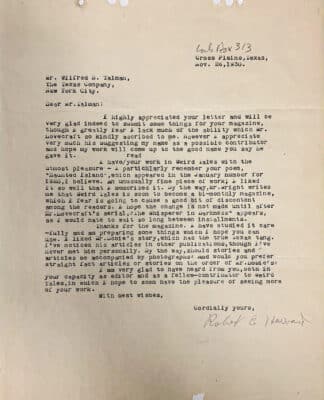 Lock Box 313
Cross Plains,Texas,
Nov. 26,1930.
Mr. Wilfred B. Talman,
The Texas Company,
New York City.
Dear Mr.Talman:
I highly appreciated your letter and will be
very glad indeed to submit some things for your magazine,
though I greatly fear I lack much of the ability which Mr.
Lovecraft so kindly ascribed to me. However I appreciate
very much his suggesting my name as a possible contributor
and hope my work will come up to the good name you say he
gave it. read
I have/your work in Weird Tales with the
utmost pleasure - I particularly remember your poem,
"Haunted Island",which appeared in the January number for
1928,I believe. An unusually fine piece of work; I liked
it so well that I memorized it. By the way,Mr.Wright writes
me that Weird Tales is soon to become a bi-monthly magazine,
which I fear is going to cause a good bit of discontent
among the readers. I hope the change is not made until after
Mr.Lovecraft's serial,"The Whisperer in Darkness" appears,
as I would hate to wait so long between installments.
Thanks for the magazine. I have studied it care
-fully and am preparing some things which I hope you can
use. I liked Mr. story,which has the true Texas tang.
I've noticed his articles in other publications, though I've
never met him personally. By the way,should stories and
articles be accompanied by photographs? And would you prefer
straight fact articles or stories on the order of Mr.
I am very glad to have heard from you,both in
your capacity as editor and as a fellow-contributor to Weird
Tales,in which I hope to soon have the pleasure of seeing more
of your work.
With best wishes,
Cordially yours,
Robert E. Howard